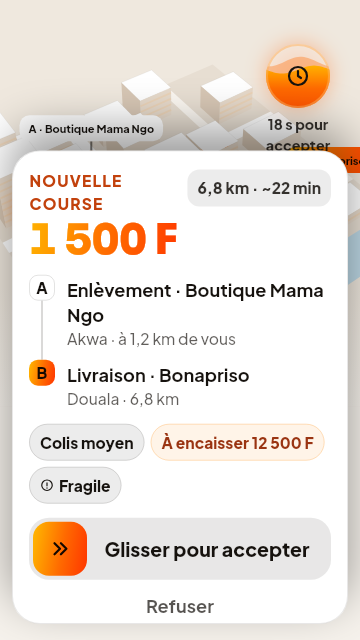 A · Boutique Mama Ngo
18 s pour
accepter
NOUVELLE
COURSE
6,8 km · ~22 min
1 500 F
A
Enlèvement · Boutique Mama
Ngo
Akwa · à 1,2 km de vous
B
Livraison · Bonapriso
Douala · 6,8 km
Colis moyen
À encaisser 12 500 F
Fragile
Glisser pour accepter
Refuser